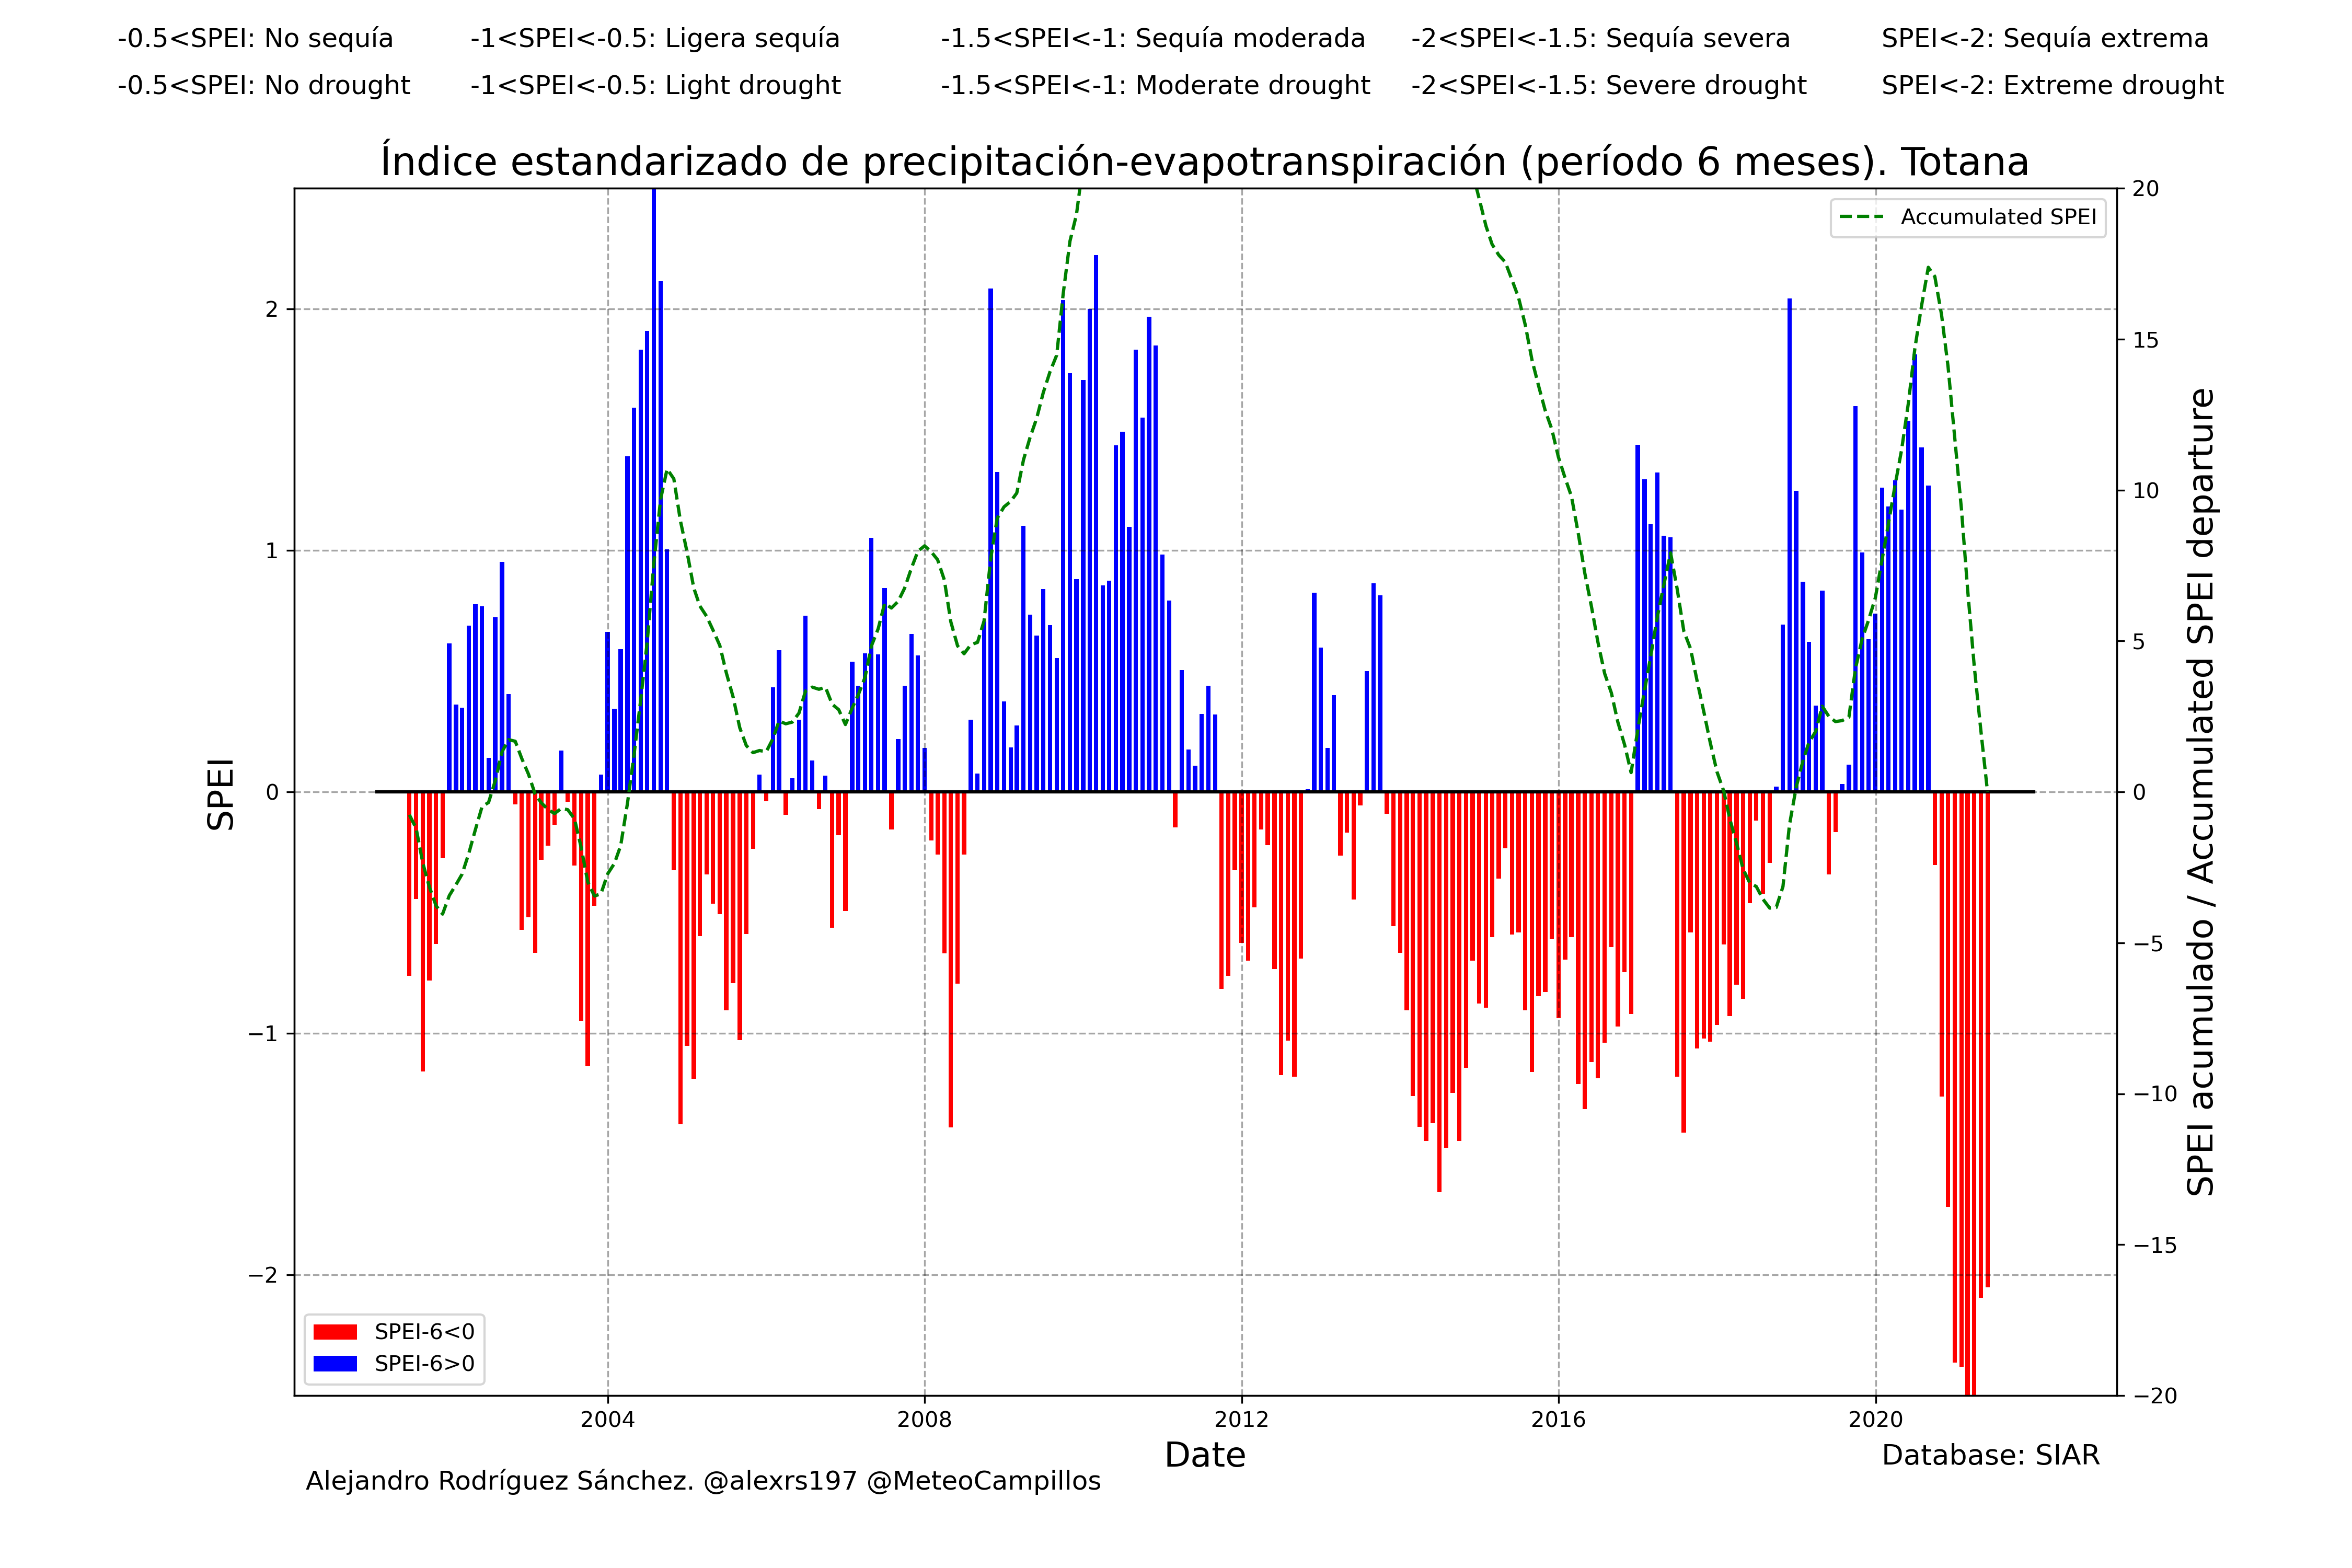 -0.5<SPEI: No sequía -1<SPEI<-0.5: Ligera sequía -1.5<SPEI<-1: Sequía moderada -2<SPEI<-1.5: Sequía severa SPEI<-2: Sequía extrema
-0.5<SPEI: No drought -1<SPEI<-0.5: Light drought -1.5<SPEI<-1: Moderate drought -2<SPEI<-1.5: Severe drought SPEI<-2: Extreme drought
Índice estandarizado de precipitación-evapotranspiración (período 6 meses). Totana
Accumulated SPEI
SPEI
2
1
0
−1
−2
20
15
10
5
0
−5
−10
−15
−20
SPEI acumulado / Accumulated SPEI departure
SPEI-6<0
SPEI-6>0
2004 2008 2012 2016 2020
Date
Database: SIAR
Alejandro Rodríguez Sánchez. @alexrs197 @MeteoCampillos